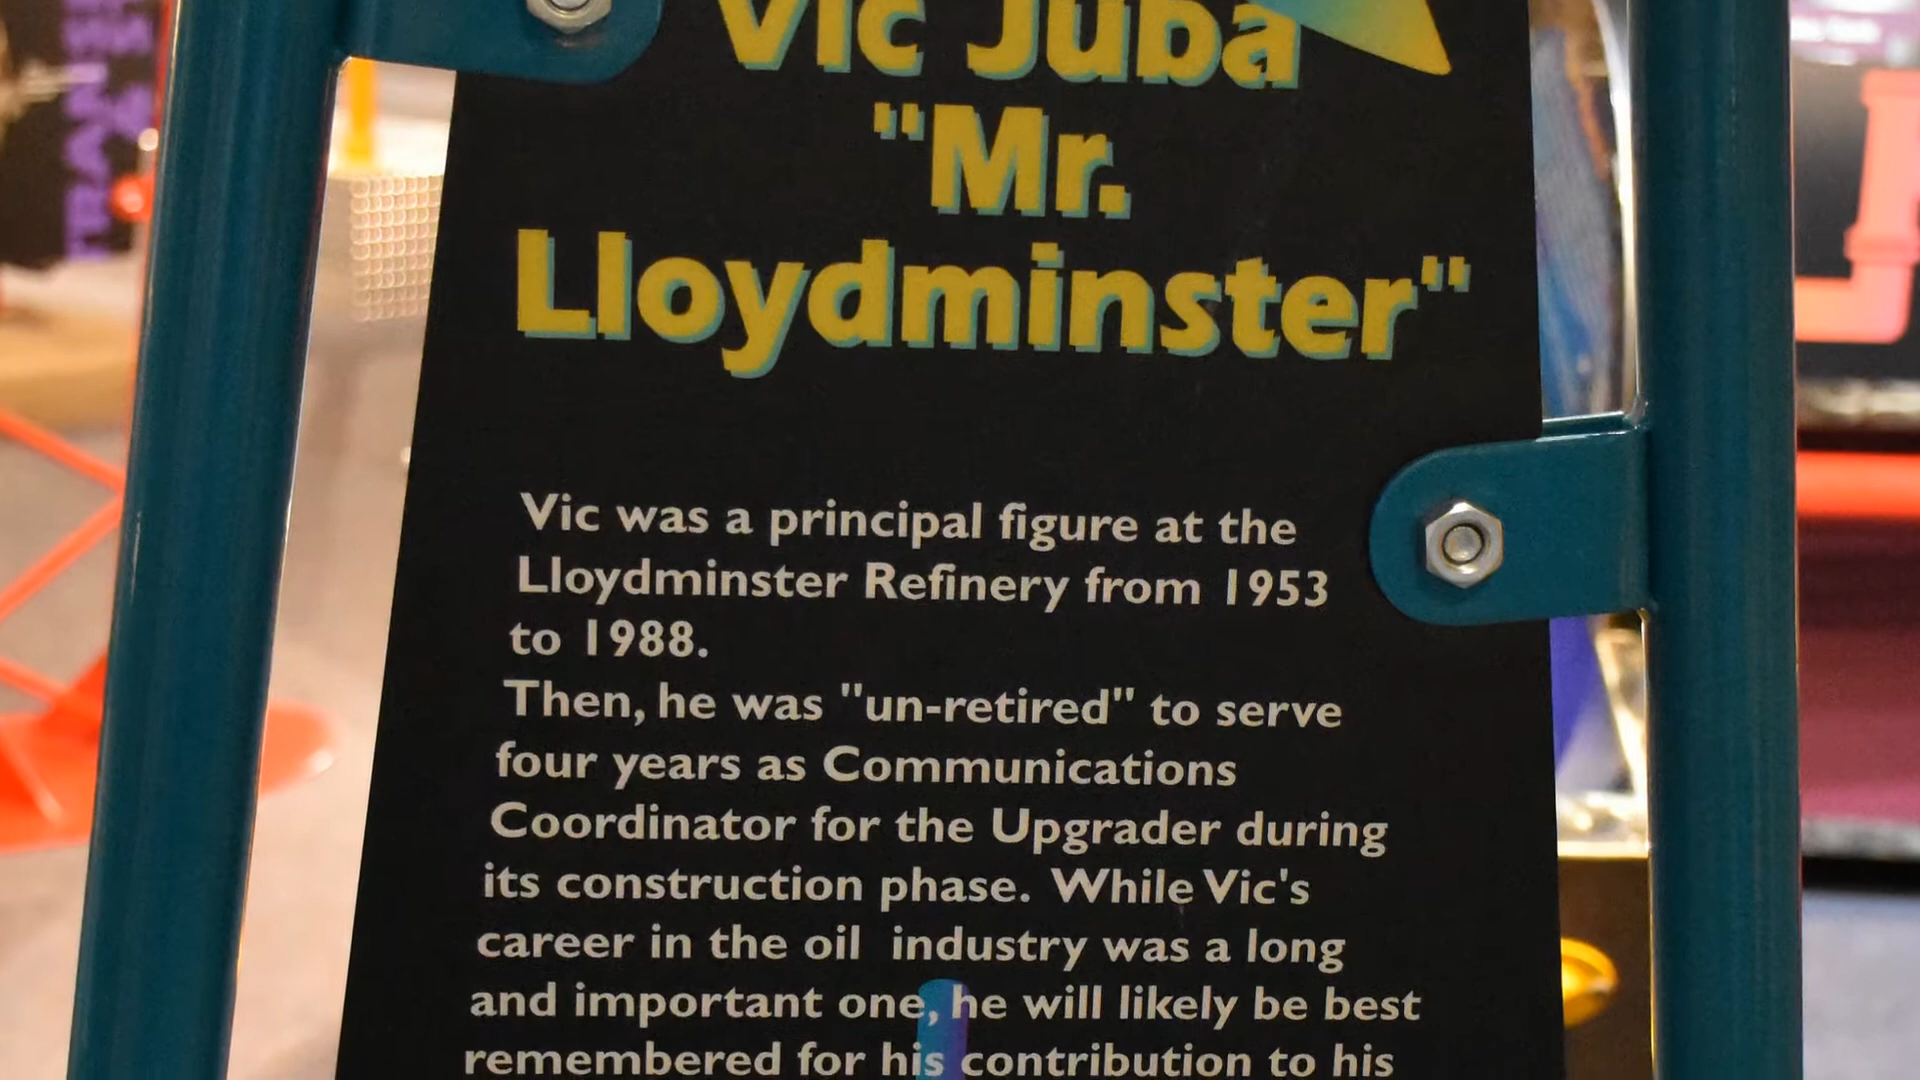 Vic Juba
"Mr.
Lloydminster"
Vic was a principal figure at the
Lloydminster Refinery from 1953
to 1988.
Then, he was "un-retired" to serve
four years as Communications
Coordinator for the Upgrader during
its construction phase. While Vic's
career in the oil industry was a long
and important one, he will likely be best
remembered for his contribution to his